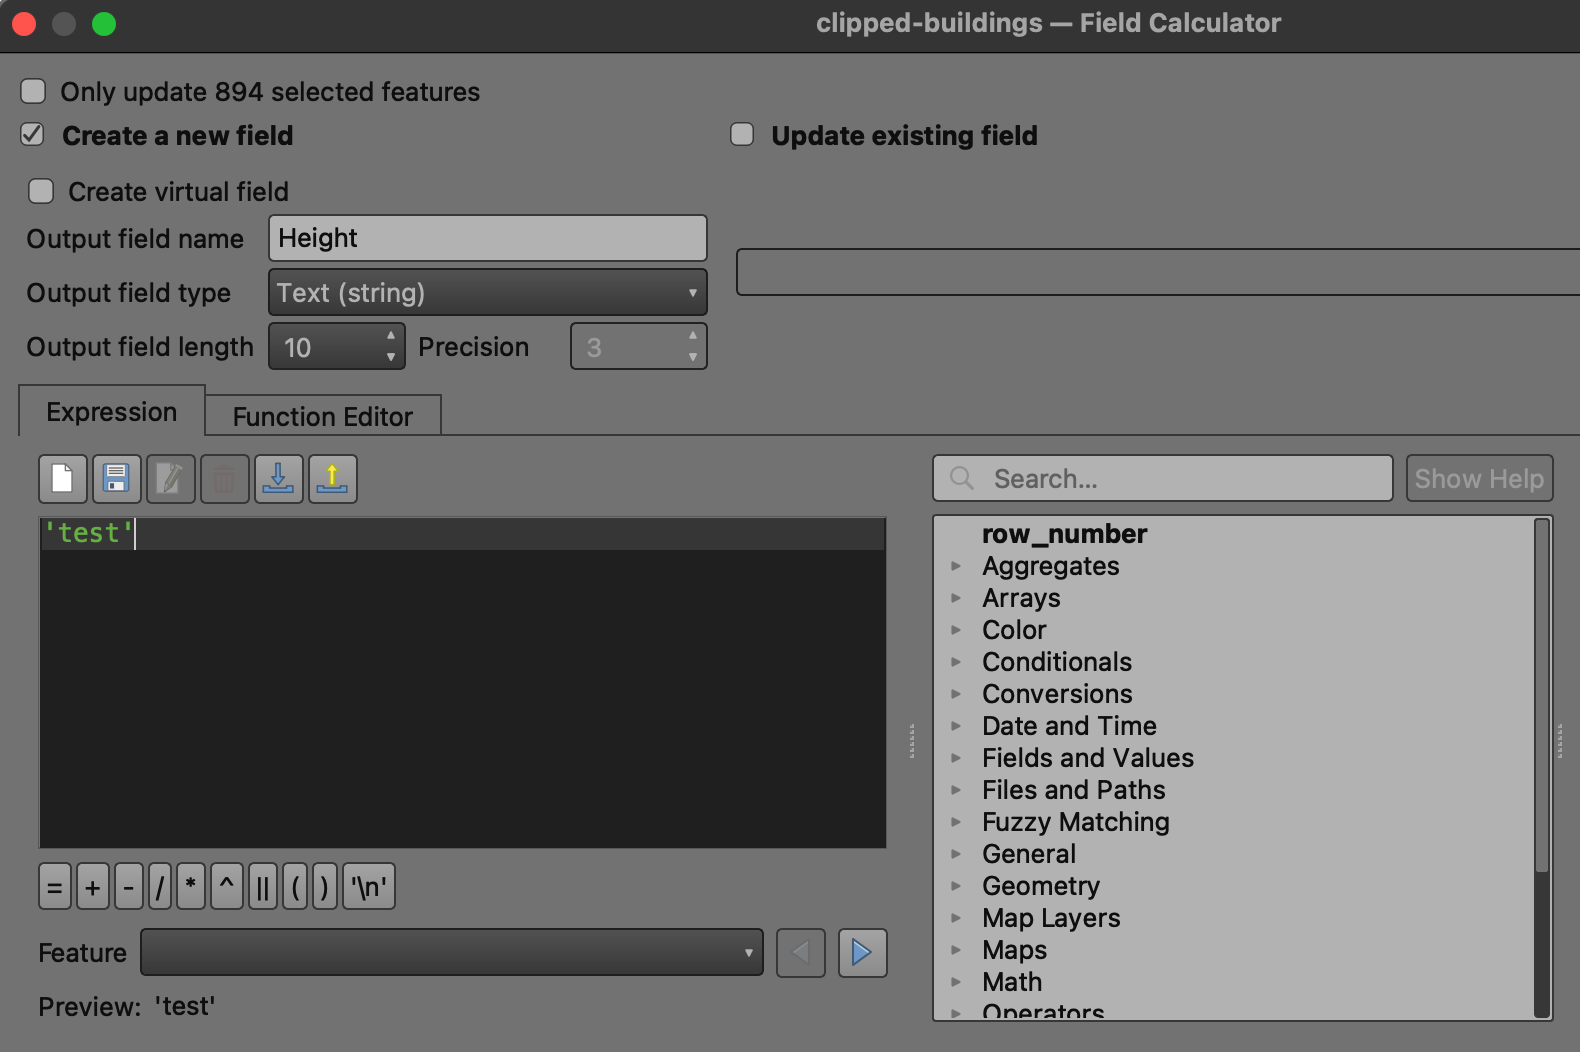 clipped-buildings — Field Calculator
Only update 894 selected features
Create a new field
Update existing field
Create virtual field
Output field name Height
Output field type Text (string)
Output field length 10 Precision 3
Expression Function Editor
Search... Show Help
'test'
row_number
Aggregates
Arrays
Color
Conditionals
Conversions
Date and Time
Fields and Values
Files and Paths
Fuzzy Matching
General
Geometry
Map Layers
Maps
Math
Operators
= + - / * ^ || ( ) '\n'
Feature
Preview: 'test'